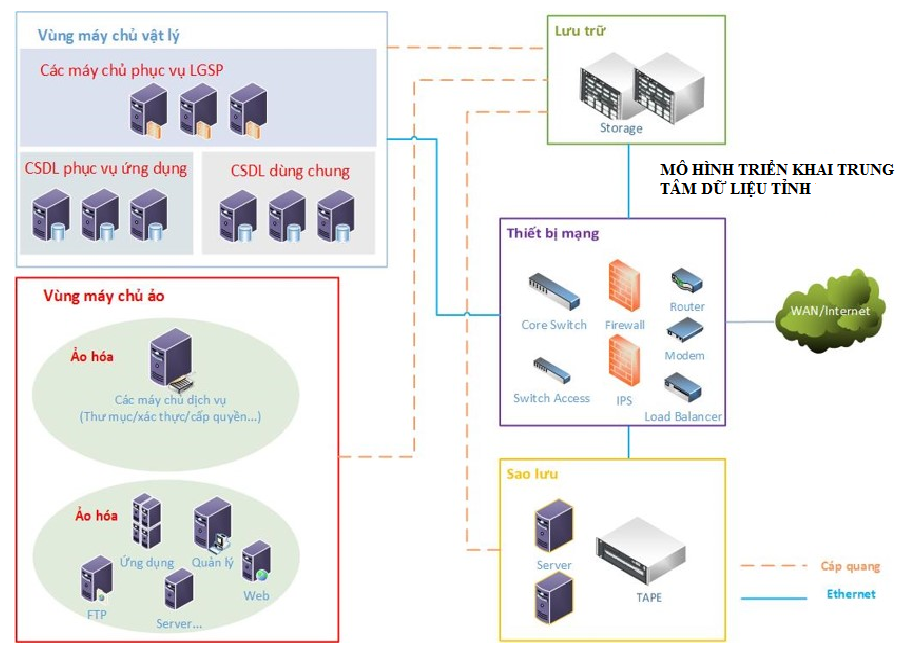 Vùng máy chủ vật lý
Các máy chủ phục vụ LGSP
CSDL phục vụ ứng dụng
CSDL dùng chung
Vùng máy chủ ảo
Ảo hóa
Các máy chủ dịch vụ
(Thư mục/xác thực/cấp quyền...)
Ảo hóa
Ứng dụng
Quản lý
FTP
Server...
Web
Lưu trữ
Storage
MÔ HÌNH TRIỂN KHAI TRUNG
TÂM DỮ LIỆU TỈNH
Thiết bị mạng
Core Switch
Firewall
Router
Modem
Switch Access
IPS
Load Balancer
WAN/Internet
Sao lưu
Server
TAPE
Cáp quang
Ethernet